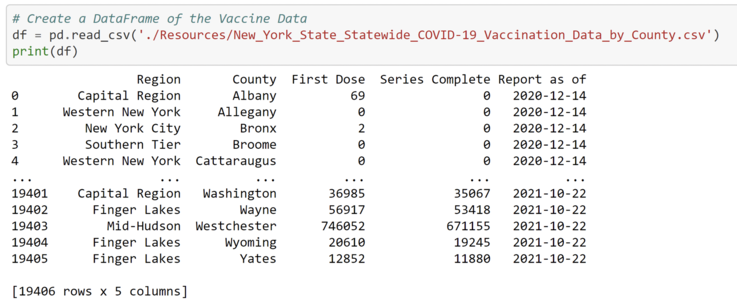 # Create a DataFrame of the Vaccine Data
df = pd.read_csv('./Resources/New_York_State_Statewide_COVID-19_Vaccination_Data_by_County.csv')
print(df)
Region County First Dose Series Complete Report as of
0 Capital Region Albany 69 0 2020-12-14
1 Western New York Allegany 0 0 2020-12-14
2 New York City Bronx 2 0 2020-12-14
3 Southern Tier Broome 0 0 2020-12-14
4 Western New York Cattaraugus 0 0 2020-12-14
... ... ... ... ... ...
19401 Capital Region Washington 36985 35067 2021-10-22
19402 Finger Lakes Wayne 56917 53418 2021-10-22
19403 Mid-Hudson Westchester 746052 671155 2021-10-22
19404 Finger Lakes Wyoming 20610 19245 2021-10-22
19405 Finger Lakes Yates 12852 11880 2021-10-22
[19406 rows x 5 columns]